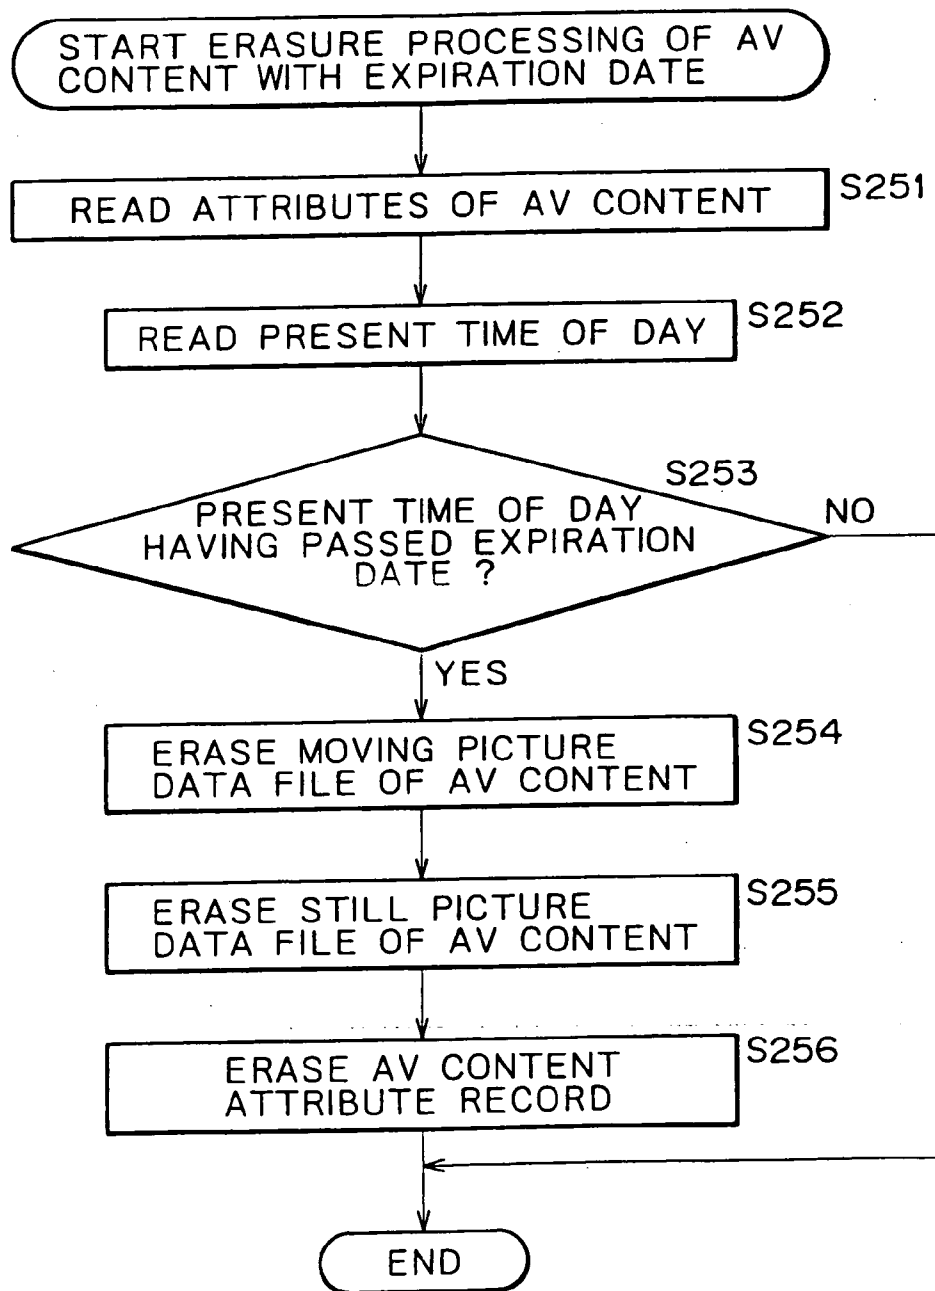 START ERASURE PROCESSING OF AV
CONTENT WITH EXPIRATION DATE
READ ATTRIBUTES OF AV CONTENT
S251
READ PRESENT TIME OF DAY
S252
S253
PRESENT TIME OF DAY
HAVING PASSED EXPIRATION
DATE ?
NO
YES
ERASE MOVING PICTURE
DATA FILE OF AV CONTENT
S254
ERASE STILL PICTURE
DATA FILE OF AV CONTENT
S255
ERASE AV CONTENT
ATTRIBUTE RECORD
S256
END